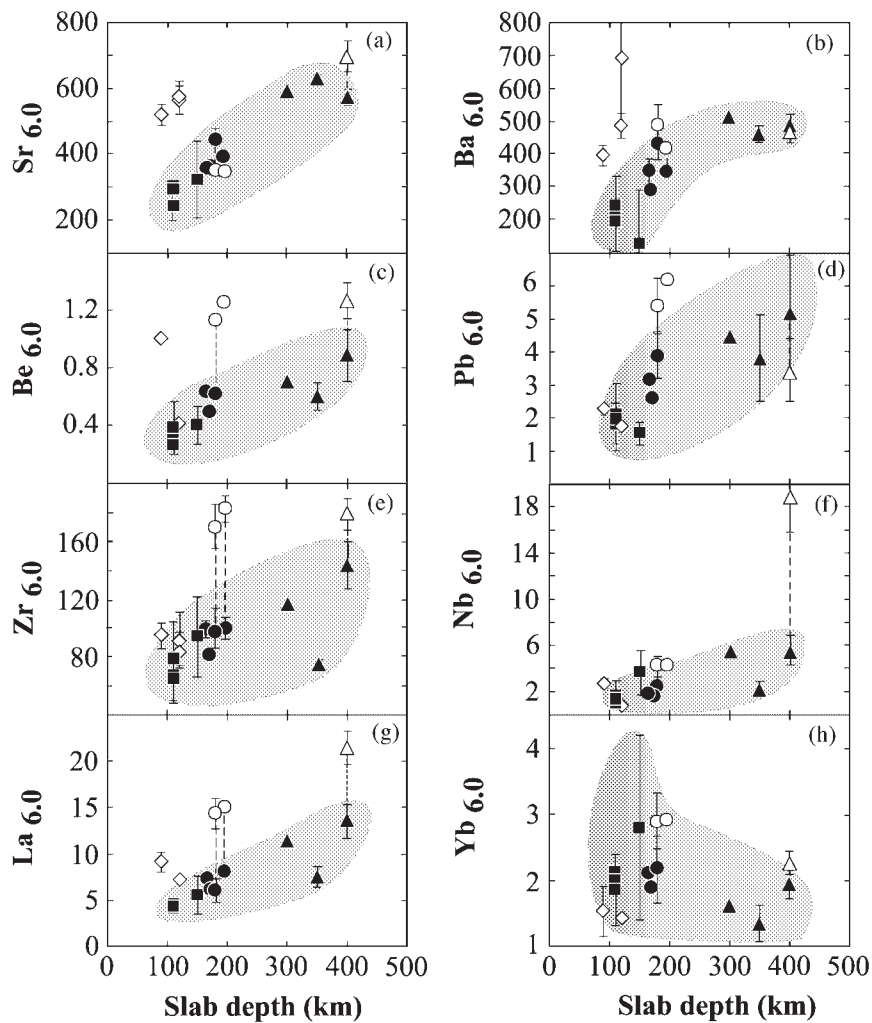 (a)
Sr 6.0
800
600
400
200
(b)
Ba 6.0
800
700
600
500
400
300
200
(c)
Be 6.0
1.2
0.8
0.4
(d)
Pb 6.0
6
5
4
3
2
1
(e)
Zr 6.0
160
120
80
(f)
Nb 6.0
18
14
10
6
2
(g)
La 6.0
20
15
10
5
0
(h)
Yb 6.0
4
3
2
1
0 100 200 300 400 500
Slab depth (km)
0 100 200 300 400 500
Slab depth (km)